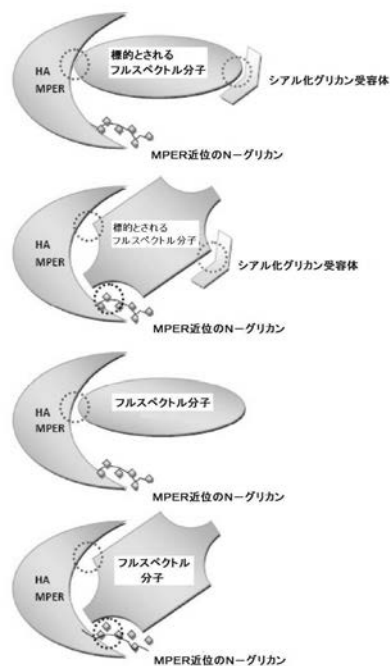 標的とされる
フルスペクトル分子
HA
MPER
シアル化グリカン受容体
MPER近位のN－グリカン
標的とされる
フルスペクトル分子
HA
MPER
シアル化グリカン受容体
MPER近位のN－グリカン
フルスペクトル分子
HA
MPER
MPER近位のN－グリカン
フルスペクトル
分子
HA
MPER
MPER近位のN－グリカン